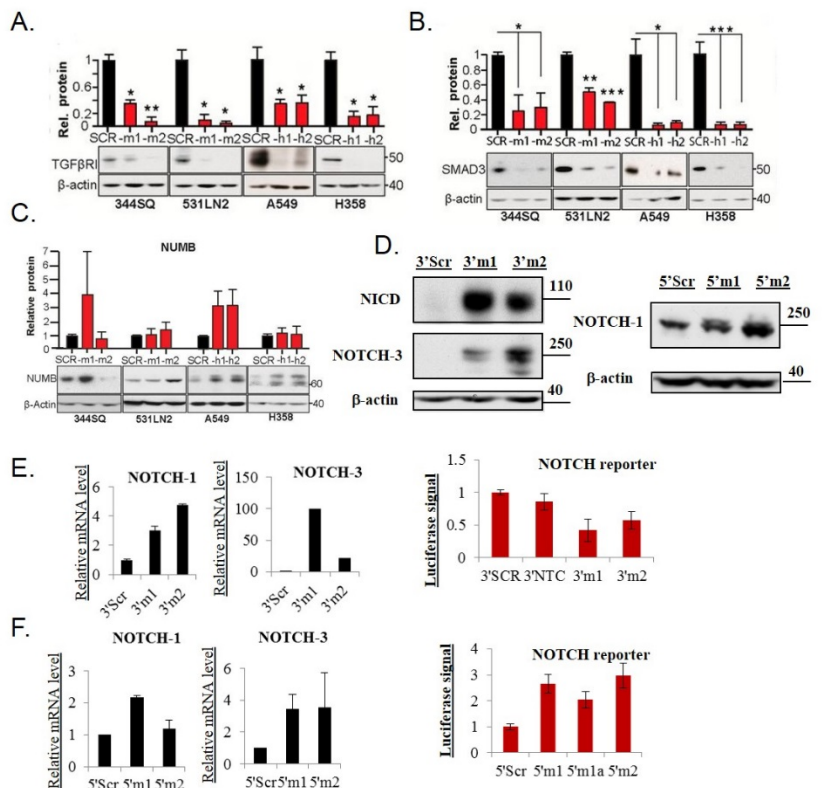 A.
Rel. protein
1
0.6
0.4
0.2
0
* ** * * * * * *
SCR -m1 -m2 SCR-m1 -m2 SCR -h1 -h2 SCR -h1 -h2
TGFβRI
50
β-actin
40
344SQ 531LN2 A549 H358
B.
Rel. protein
1
0.6
0.4
0.2
0
* ** *** * ***
SCR-m1 -m2 SCR-m1 -m2 SCR -h1 -h2 SCR -h1 -h2
SMAD3
50
β-actin
40
344SQ 531LN2 A549 H358
C.
NUMB
Relative protein
7
6
5
4
3
2
1
0
SCR-m1-m2 SCR-m1-m2 SCR-h1-h2 SCR-h1-h2
NUMB
60
β-Actin
40
344SQ 531LN2 A549 H358
D.
3'Scr 3'm1 3'm2
NICD
110
NOTCH-3
250
β-actin
40
5'Scr 5'm1 5'm2
NOTCH-1
250
β-actin
40
E.
NOTCH-1
Relative mRNA level
6
4
2
0
3'Scr 3'm1 3'm2
NOTCH-3
Relative mRNA level
150
100
50
0
3'Scr 3'm1 3'm2
NOTCH reporter
Luciferase signal
1.5
1
0.5
0
3'SCR 3'NTC 3'm1 3'm2
F.
NOTCH-1
Relative mRNA level
3
2
1
0
5'Scr 5'm1 5'm2
NOTCH-3
Relative mRNA level
6
4
2
0
5'Scr 5'm1 5'm2
NOTCH reporter
Luciferase signal
4
3
2
1
0
5'Scr 5'm1 5'm1a 5'm2